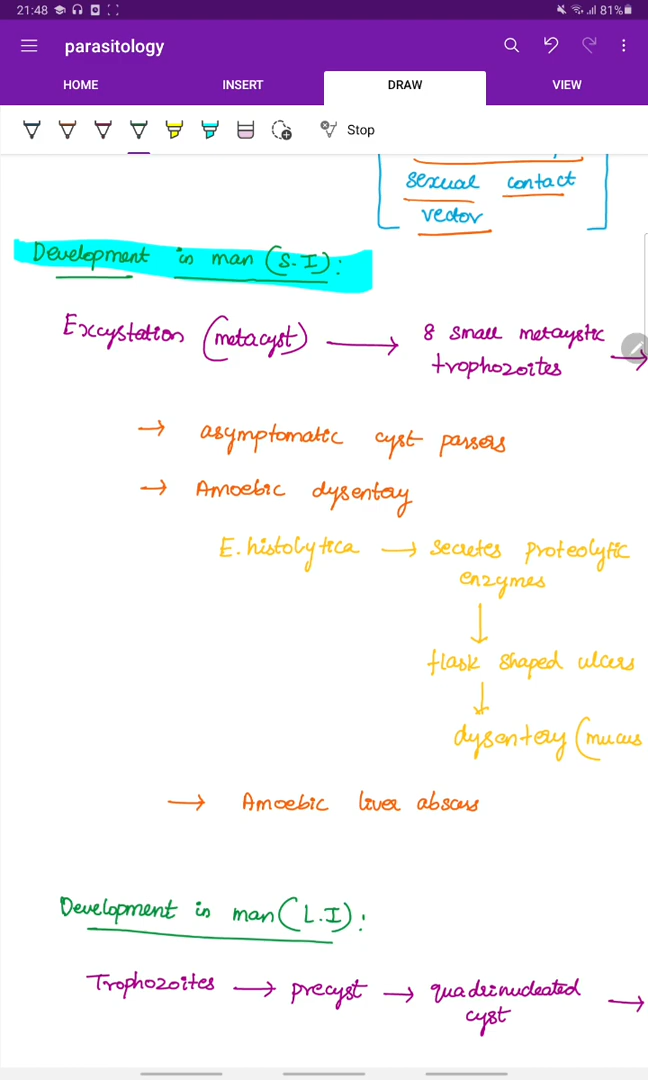 21:48
81%
parasitology
HOME INSERT DRAW VIEW
Stop
sexual contact
vector
Development in man (S.I):
Excystation (metacyst) → 8 small metaystic
trophozoites →
→ asymptomatic cyst passers
→ Amoebic dysentay
E. histolytica → secretes proteolytic
enzymes
↓
flask shaped ulcers
↓
dysentery (mucus
→ Amoebic liver abscess
Development in man (L.I):
Trophozoites → precyst → quadrinucleated →
cyst